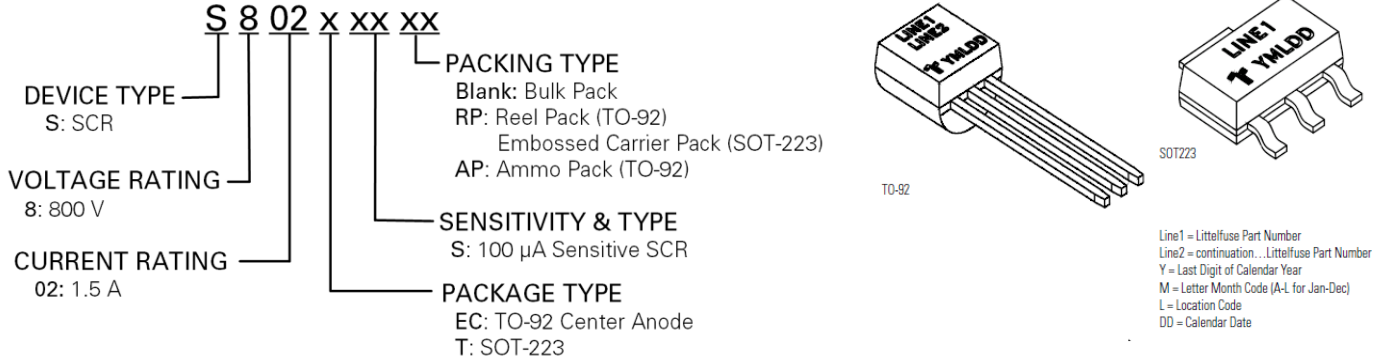 S 8 02 x xx xx
PACKING TYPE
Blank: Bulk Pack
RP: Reel Pack (TO-92)
Embossed Carrier Pack (SOT-223)
AP: Ammo Pack (TO-92)
DEVICE TYPE
S: SCR
VOLTAGE RATING
8: 800 V
SENSITIVITY & TYPE
S: 100 μA Sensitive SCR
CURRENT RATING
02: 1.5 A
PACKAGE TYPE
EC: TO-92 Center Anode
T: SOT-223
LINE1
LINE2
YMLDD
TO-92
LINE1
YMLDD
SOT223
Line1 = Littelfuse Part Number
Line2 = continuation...Littelfuse Part Number
Y = Last Digit of Calendar Year
M = Letter Month Code (A-L for Jan-Dec)
L = Location Code
DD = Calendar Date